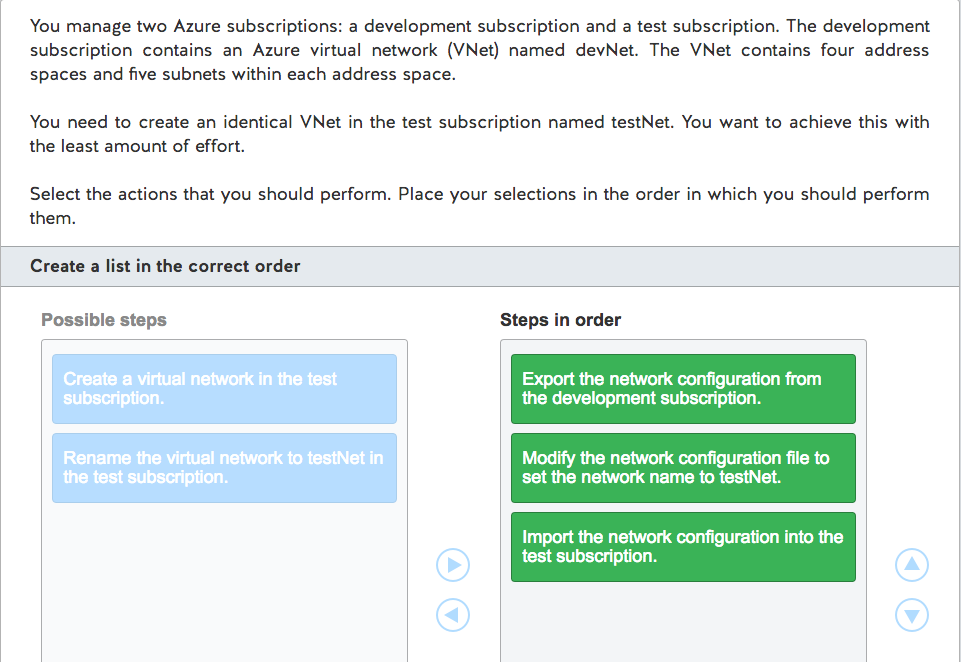 You manage two Azure subscriptions: a development subscription and a test subscription. The development
subscription contains an Azure virtual network (VNet) named devNet. The VNet contains four address
spaces and five subnets within each address space.
You need to create an identical VNet in the test subscription named testNet. You want to achieve this with
the least amount of effort.
Select the actions that you should perform. Place your selections in the order in which you should perform
them.
Create a list in the correct order
Possible steps
Create a virtual network in the test
subscription.
Rename the virtual network to testNet in
the test subscription.
Steps in order
Export the network configuration from
the development subscription.
Modify the network configuration file to
set the network name to testNet.
Import the network configuration into the
test subscription.